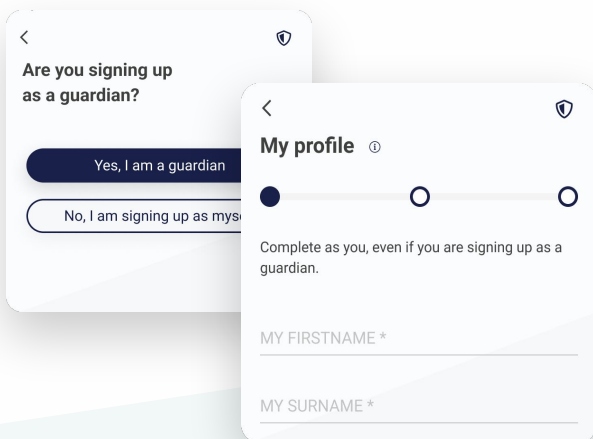 Are you signing up
as a guardian?
Yes, I am a guardian
No, I am signing up as
My profile
Complete as you, even if you are signing up as a
guardian.
MY FIRSTNAME *
MY SURNAME *